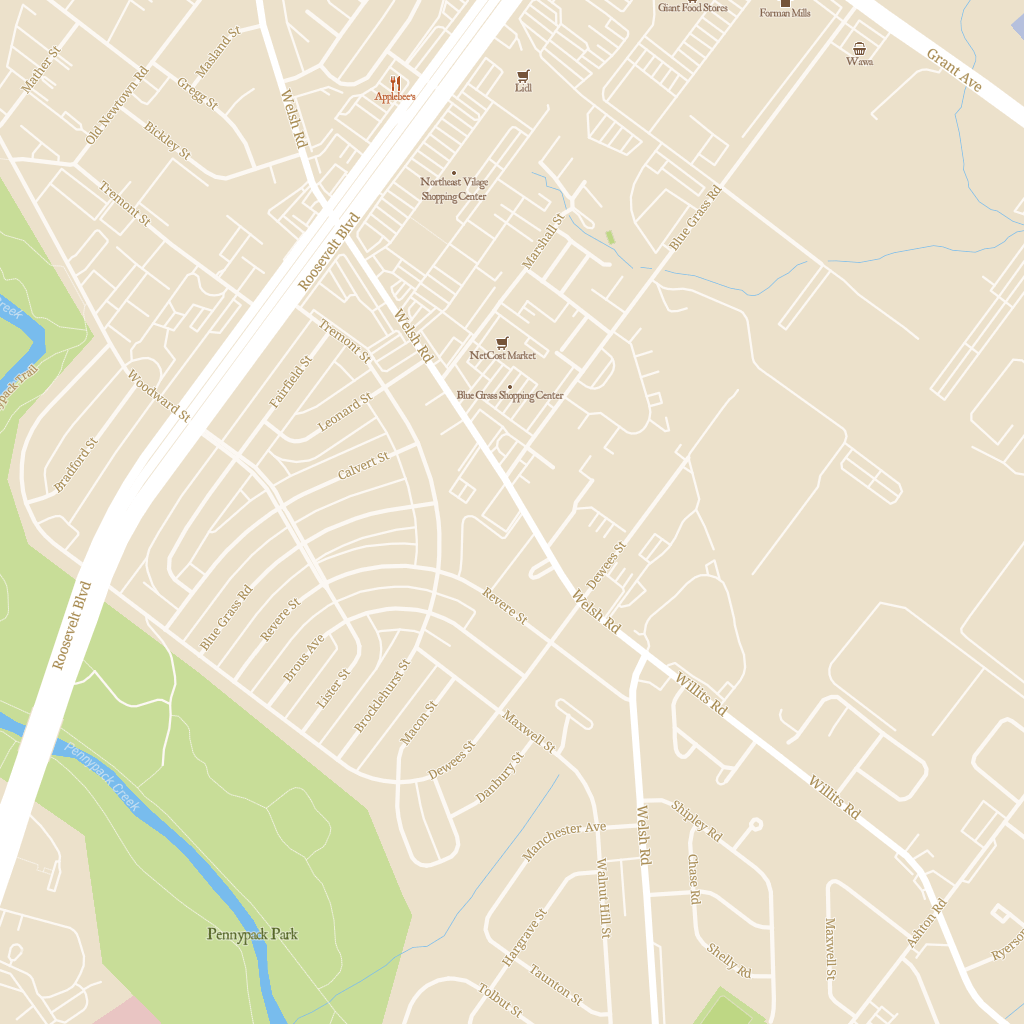 Giant Food Stores
Forman Mills
Wawa
Grant Ave
Mather St
Masland St
Gregg St
Old Newtown Rd
Bickley St
Welsh Rd
Applebee's
Lidl
Northeast Vilage
Shopping Center
Tremont St
Roosevelt Blvd
Marshall St
Blue Grass Rd
Creek
Welsh Rd
Tremont St
NetCost Market
Blue Grass Shopping Center
Fairfield St
Leonard St
Woodward St
ypack Trail
Bradford St
Calvert St
Roosevelt Blvd
Blue Grass Rd
Revere St
Brous Ave
Lister St
Brocklehurst St
Macon St
Revere St
Dewees St
Welsh Rd
Willits Rd
Maxwell St
Dewees St
Danbury St
Pennypack Creek
Willits Rd
Shipley Rd
Manchester Ave
Welsh Rd
Chase Rd
Walnut Hill St
Hargrave St
Pennypack Park
Maxwell St
Ashton Rd
Ryerson
Shelly Rd
Taunton St
Tolbut St